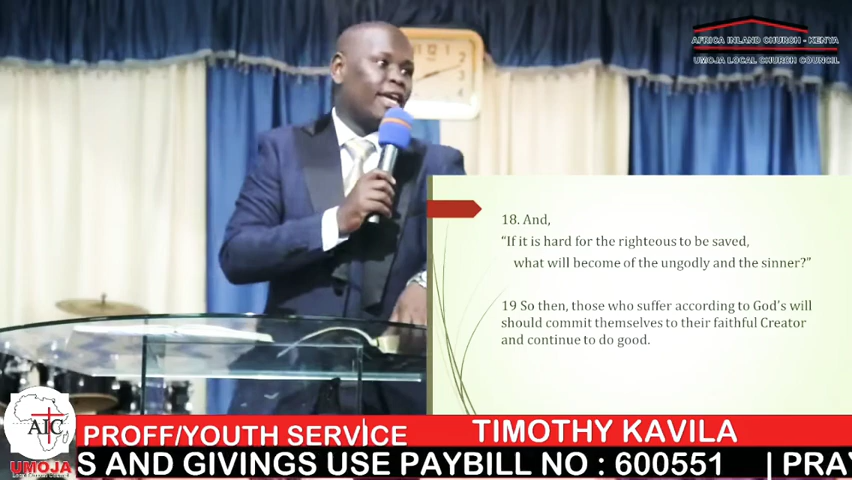 AFRICA INLAND CHURCH - KENYA
UMOJA LOCAL CHURCH COUNCIL
2
3
4
18. And,
“If it is hard for the righteous to be saved,
what will become of the ungodly and the sinner?”
19 So then, those who suffer according to God’s will
should commit themselves to their faithful Creator
and continue to do good.
AIC
UMOJA
PROFF/YOUTH SERVICE
TIMOTHY KAVILA
S AND GIVINGS USE PAYBILL NO : 600551 | PRAY